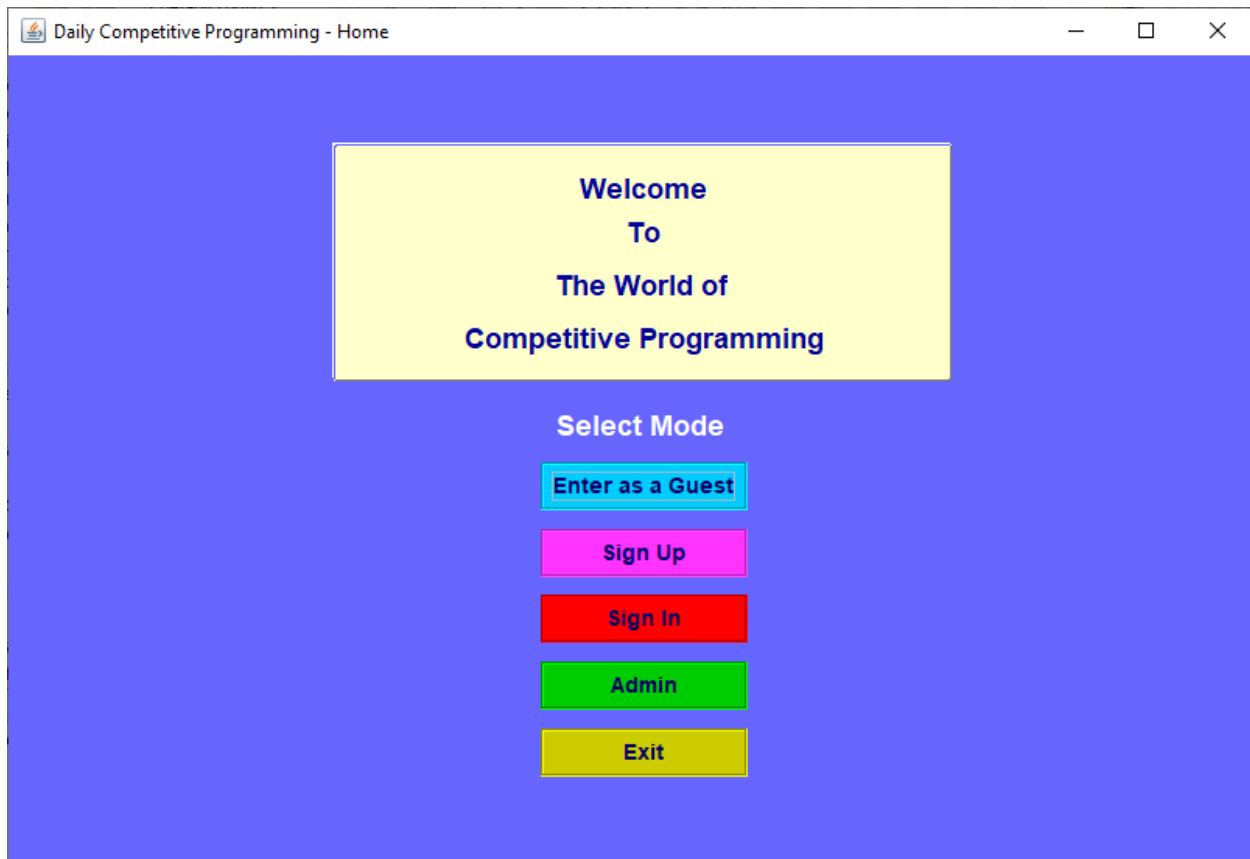 Daily Competitive Programming - Home
Welcome
To
The World of
Competitive Programming
Select Mode
Enter as a Guest
Sign Up
Sign In
Admin
Exit